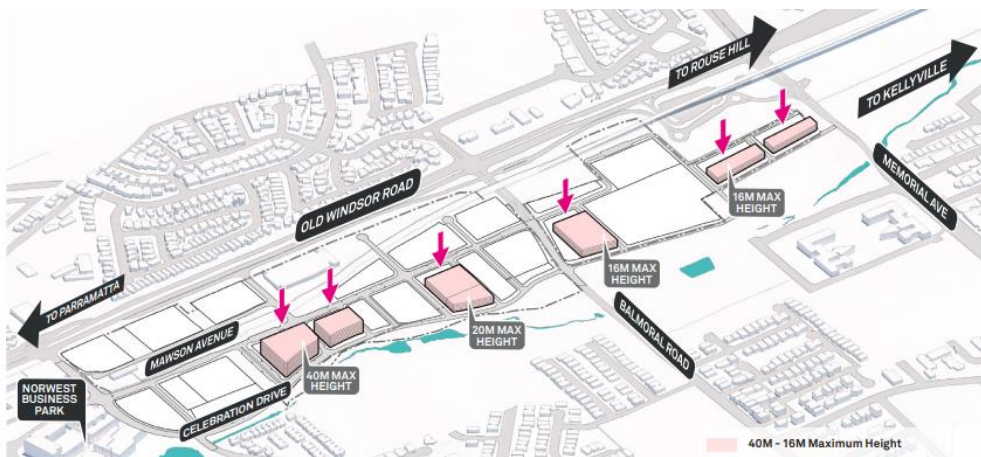 TO ROUSE HILL
TO KELLYVILLE
OLD WINDSOR ROAD
16M MAX
HEIGHT
MEMORIAL AVE
16M MAX
HEIGHT
TO PARRAMATTA
20M MAX
HEIGHT
BALMORAL ROAD
MAWSON AVENUE
40M MAX
HEIGHT
NORWEST
BUSINESS
PARK
CELEBRATION DRIVE
40M - 16M Maximum Height